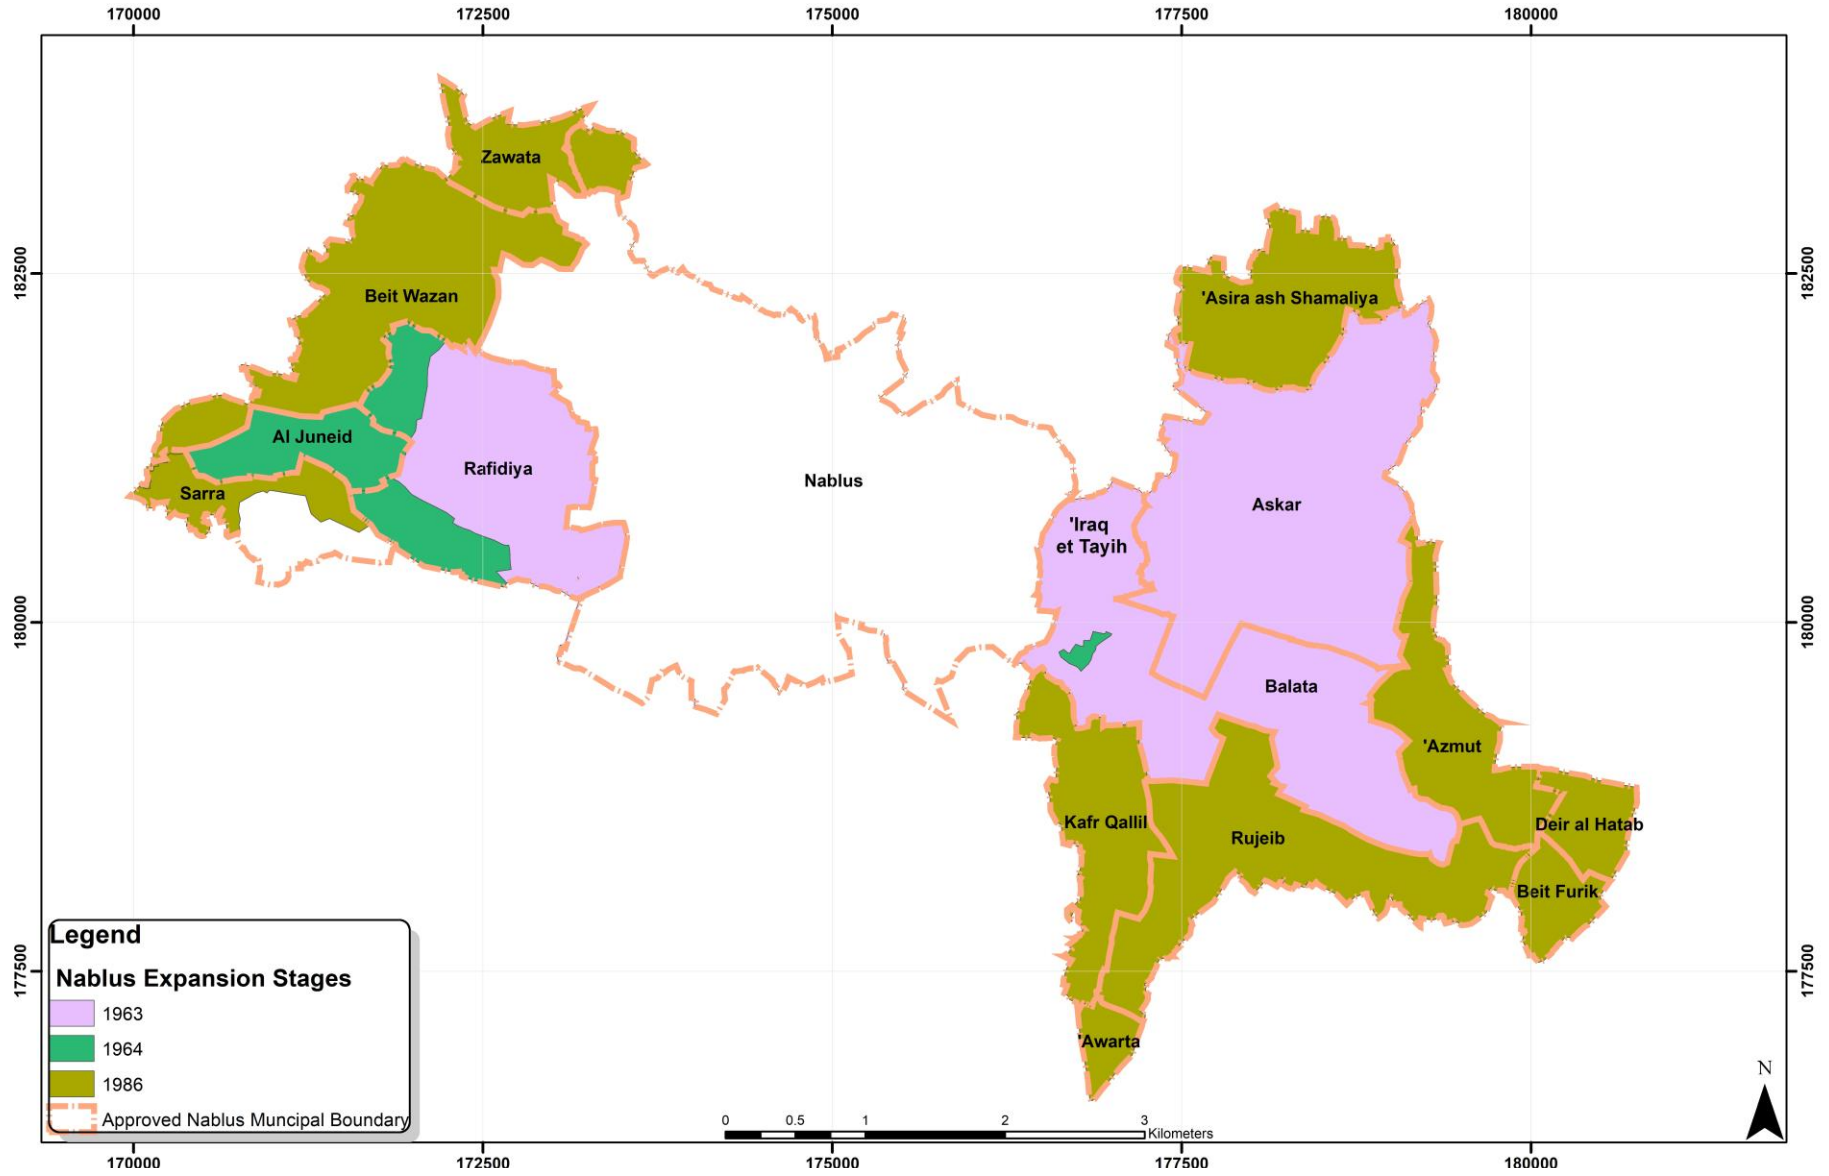 170000 172500 175000 177500 180000
Zawata
182500 182500
Beit Wazan
'Asira ash Shamaliya
Al Juneid
Rafidiya
Nablus
Sarra
Askar
'Iraq
et Tayih
180000 180000
Balata
'Azmut
Kafr Qallil
Rujeib
Deir al Hatab
Beit Furik
177500 177500
'Awarta
Legend
Nablus Expansion Stages
1963
1964
1986
Approved Nablus Muncipal Boundary
0 0.5 1 2 3
Kilometers
N
170000 172500 175000 177500 180000